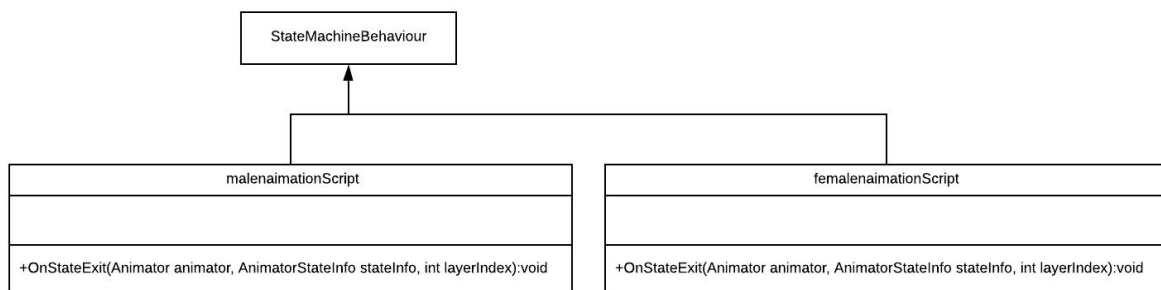 StateMachineBehaviour
malenaimationScript
femalenaimationScript
+OnStateExit(Animator animator, AnimatorStateInfo stateInfo, int layerIndex):void
+OnStateExit(Animator animator, AnimatorStateInfo stateInfo, int layerIndex):void